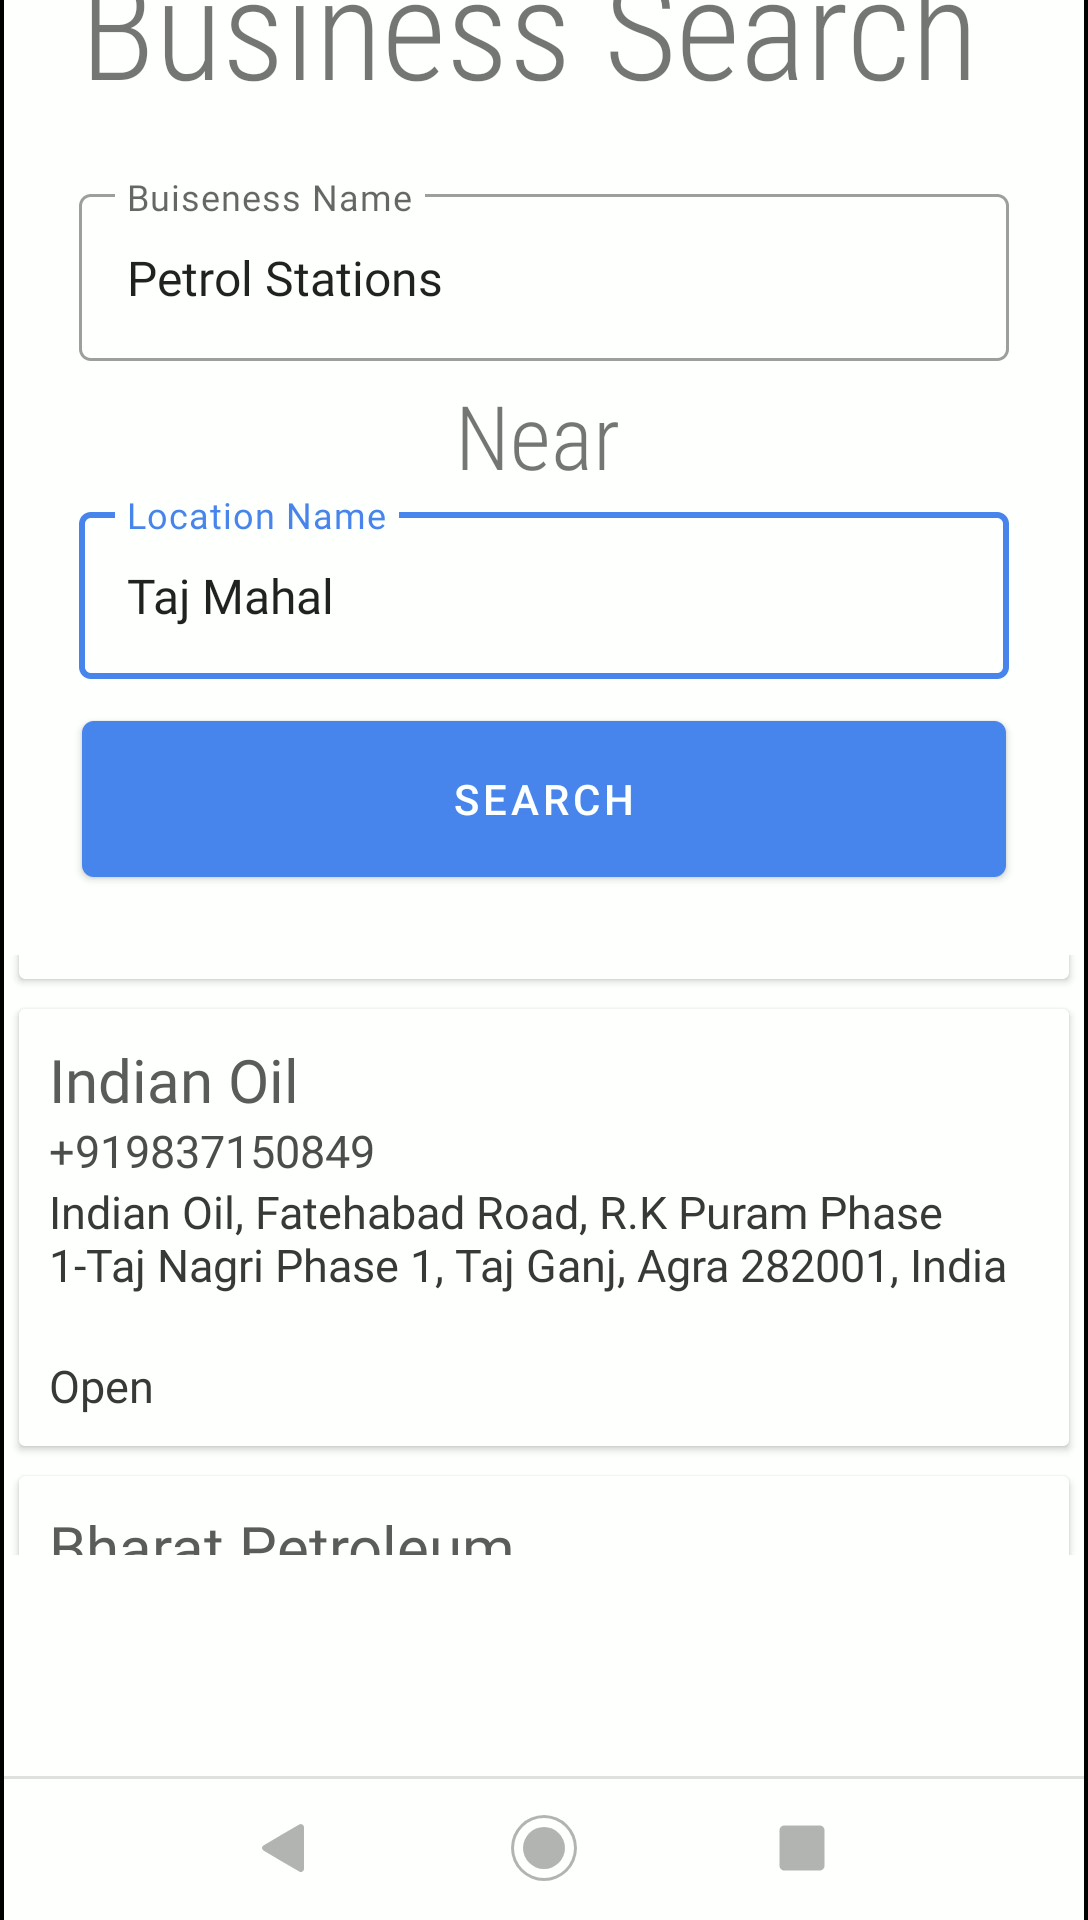 Business Search
Buiseness Name
Petrol Stations
Near
Location Name
Taj Mahal
SEARCH
Indian Oil
+919837150849
Indian Oil, Fatehabad Road, R.K Puram Phase
1-Taj Nagri Phase 1, Taj Ganj, Agra 282001, India
Open
Bharat Petroleum